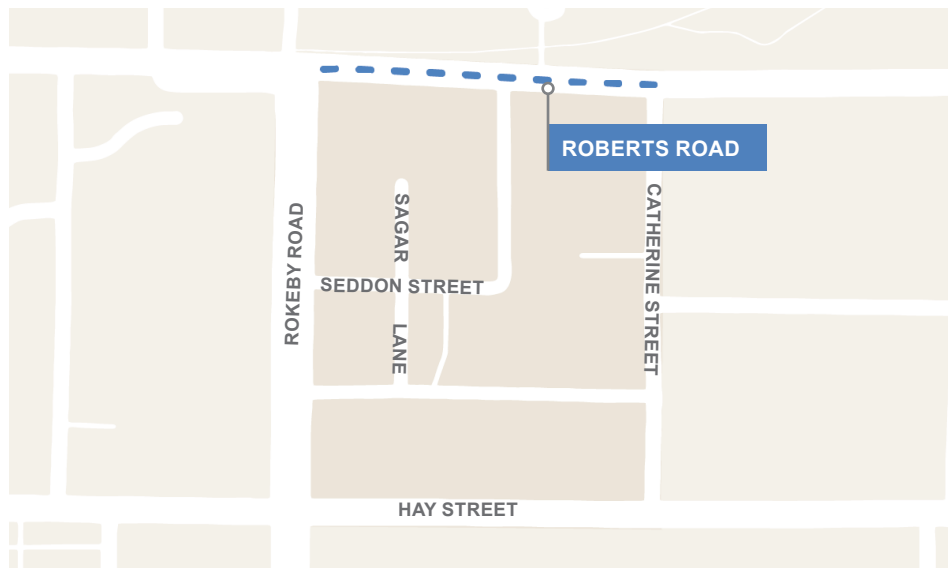 ROBERTS ROAD
ROKEBY ROAD
SAGAR LANE
CATHERINE STREET
SEDDON STREET
HAY STREET